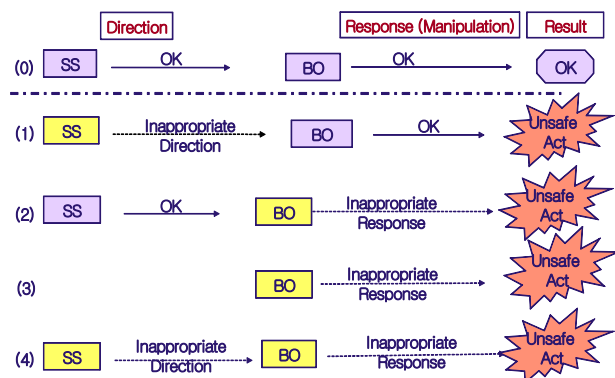 Direction Response (Manipulation) Result
(0) SS OK BO OK OK
(1) SS Inappropriate Direction BO OK Unsafe Act
(2) SS OK BO Inappropriate Response Unsafe Act
(3) BO Inappropriate Response Unsafe Act
(4) SS Inappropriate Direction BO Inappropriate Response Unsafe Act